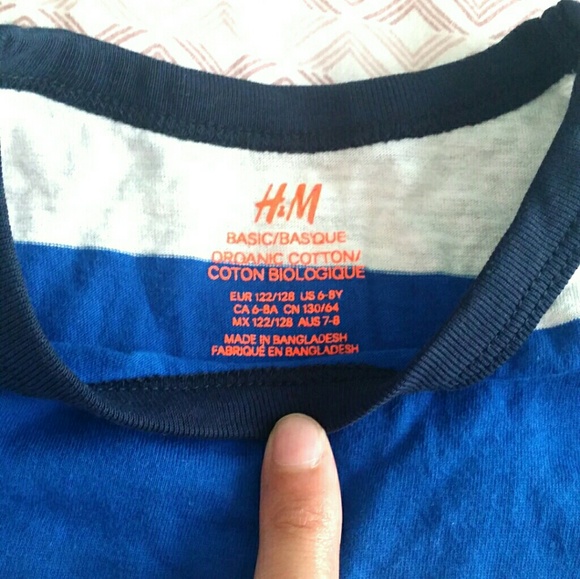 H&M
BASIC/BASIQUE
ORGANIC COTTON/
COTON BIOLOGIQUE
EUR 122/128 US 6-8Y
CA 6-8A CN 130/64
MX 122/128 AUS 7-8
MADE IN BANGLADESH
FABRIQUÉ EN BANGLADESH